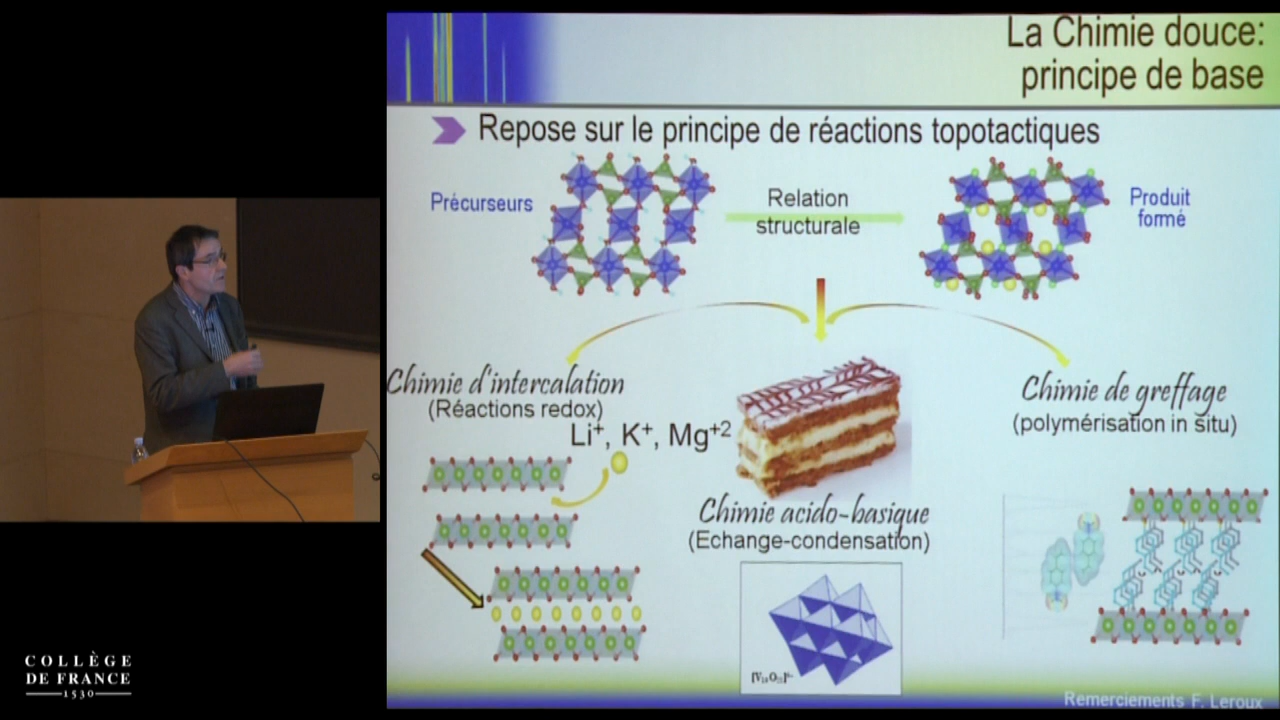 La Chimie douce:
principe de base
Repose sur le principe de réactions topotactiques
Précurseurs
Relation
structurale
Produit
formé
Chimie d'intercalation
(Réactions redox)
Li⁺, K⁺, Mg⁺²
Chimie acido-basique
(Echange-condensation)
Chimie de greffage
(polymérisation in situ)
Remerciements F. Leroux
COLLÈGE
DE FRANCE
1530